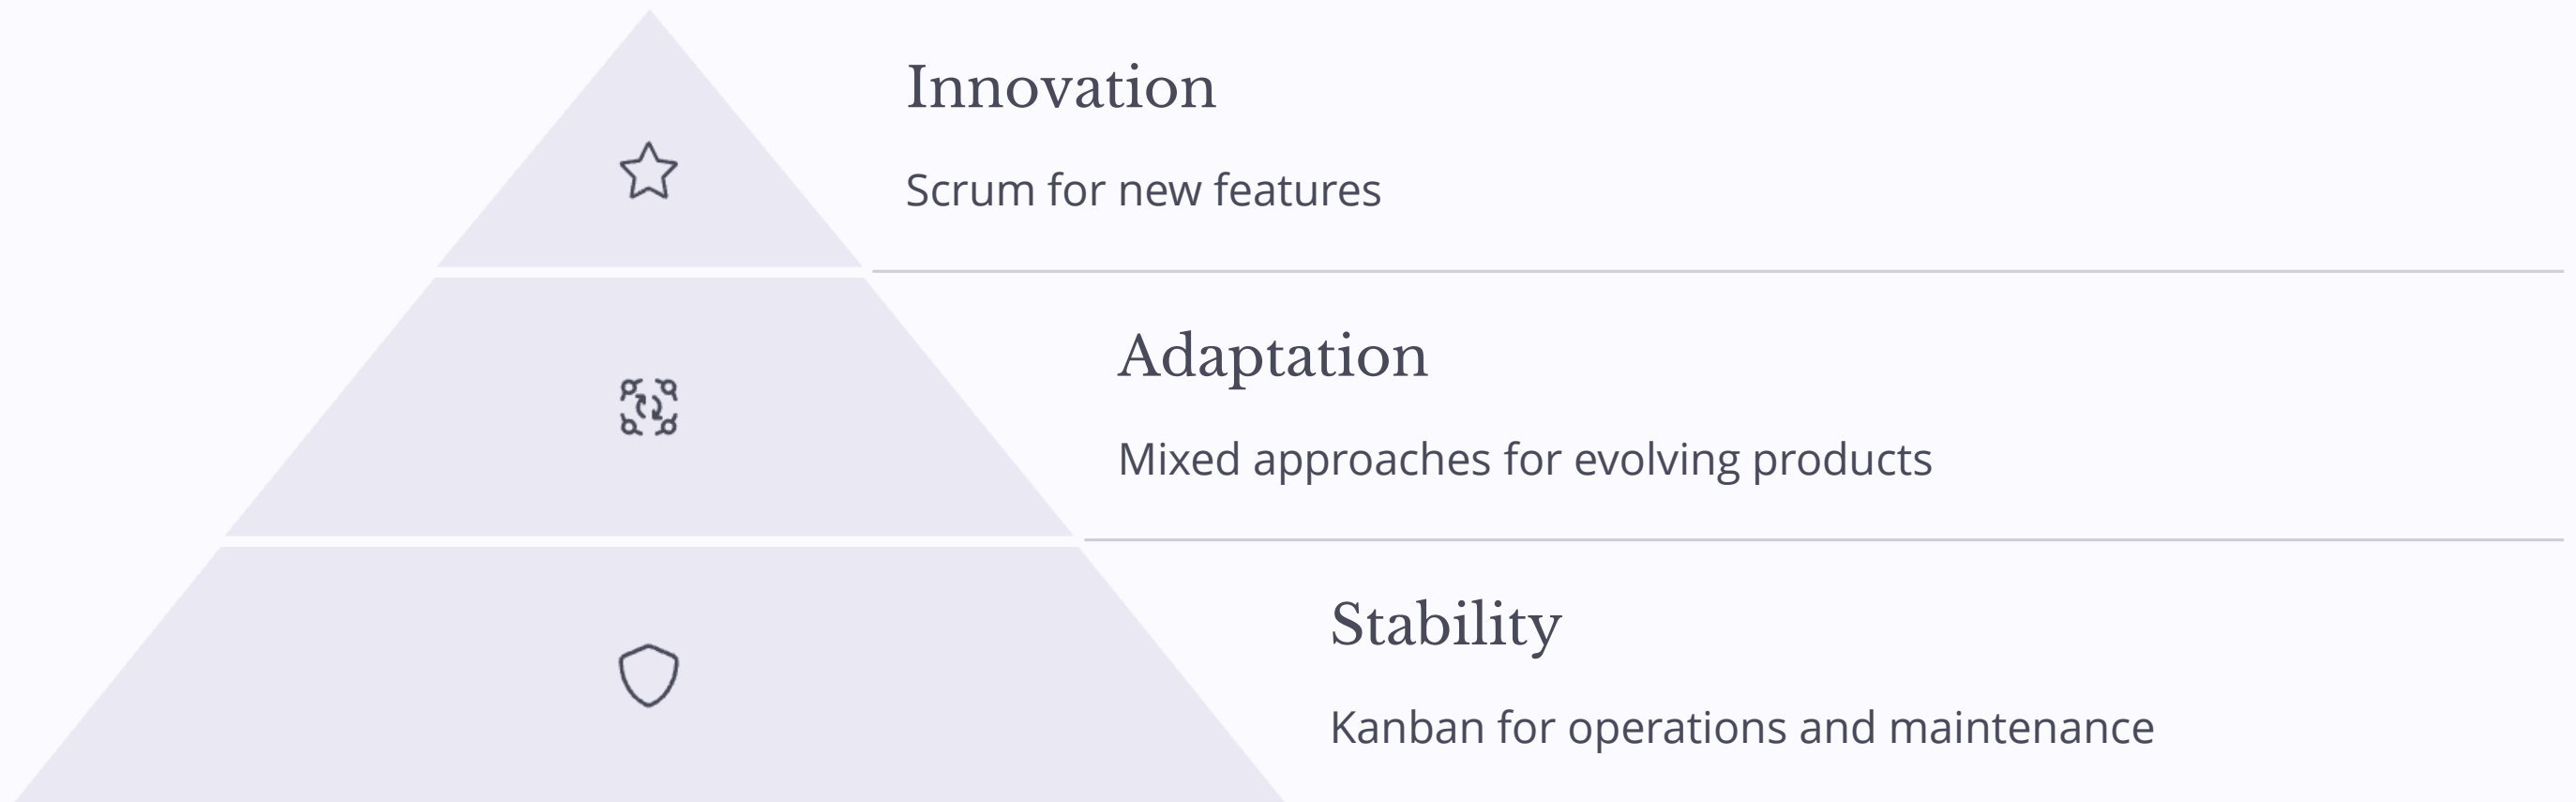 Innovation
Scrum for new features
Adaptation
Mixed approaches for evolving products
Stability
Kanban for operations and maintenance